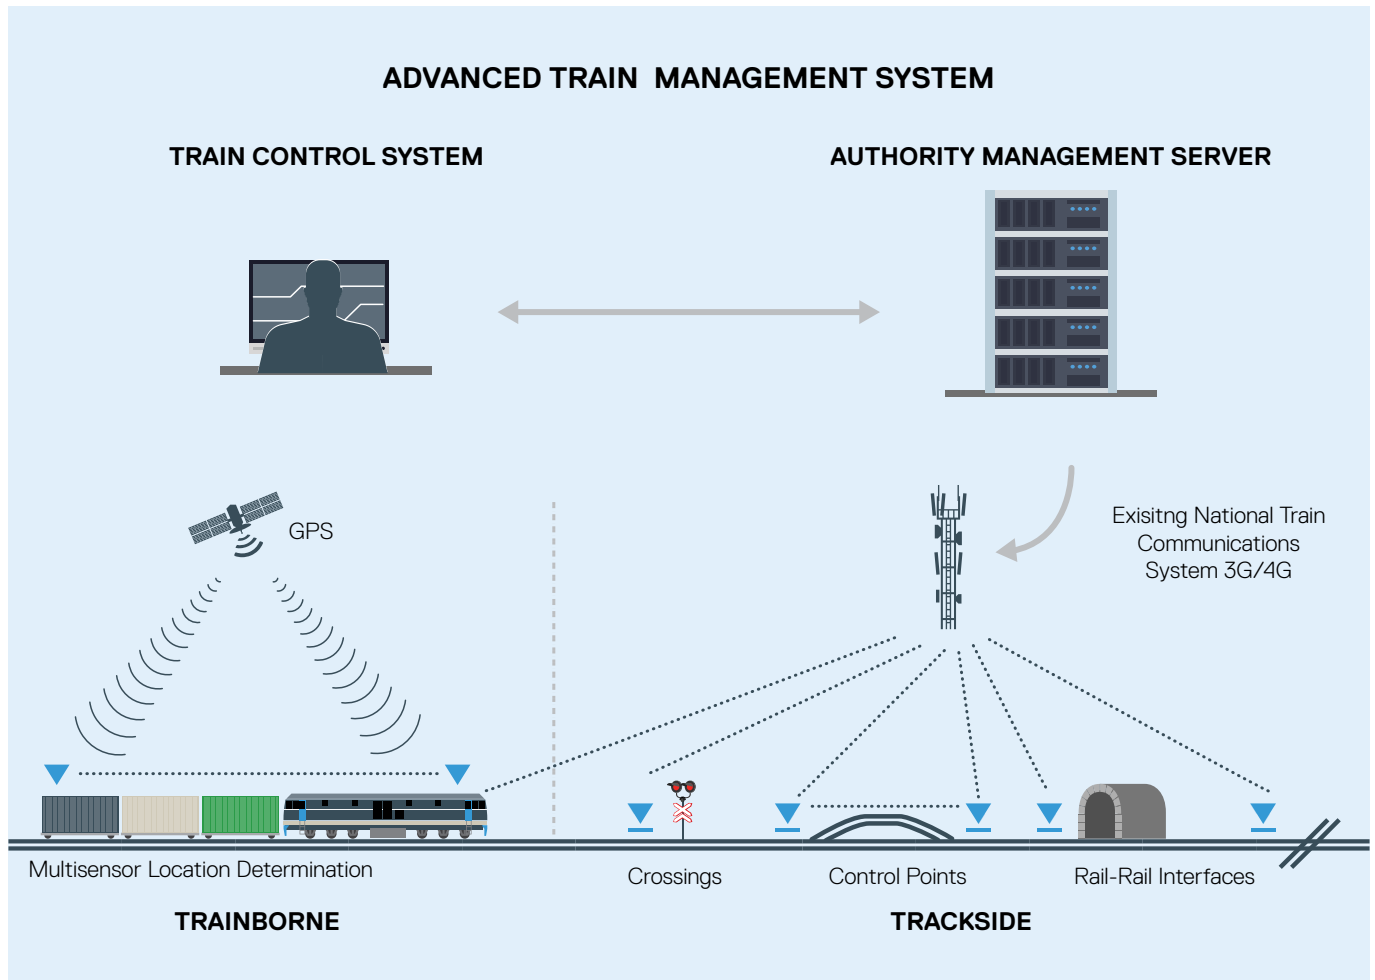 ADVANCED TRAIN MANAGEMENT SYSTEM
TRAIN CONTROL SYSTEM
AUTHORITY MANAGEMENT SERVER
GPS
Exisitng National Train
Communications
System 3G/4G
Multisensor Location Determination
Crossings
Control Points
Rail-Rail Interfaces
TRAINBORNE
TRACKSIDE